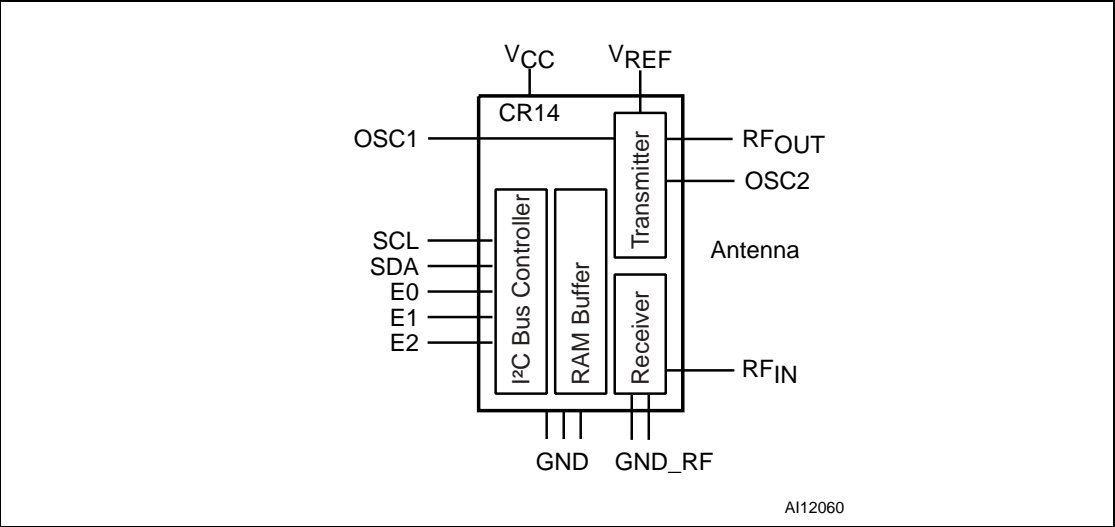 VCC VREF
CR14
OSC1
RFOUT
OSC2
Transmitter
SCL
SDA
E0
E1
E2
I²C Bus Controller
RAM Buffer
Antenna
Receiver
RFIN
GND GND_RF
AI12060